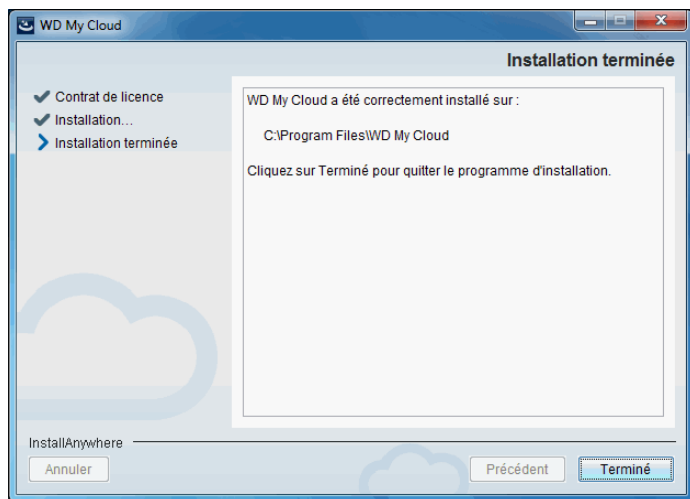 WD My Cloud
Installation terminée
Contrat de licence
Installation...
Installation terminée
WD My Cloud a été correctement installé sur :
C:\Program Files\WD My Cloud
Cliquez sur Terminé pour quitter le programme d'installation.
InstallAnywhere
Annuler
Précédent
Terminé